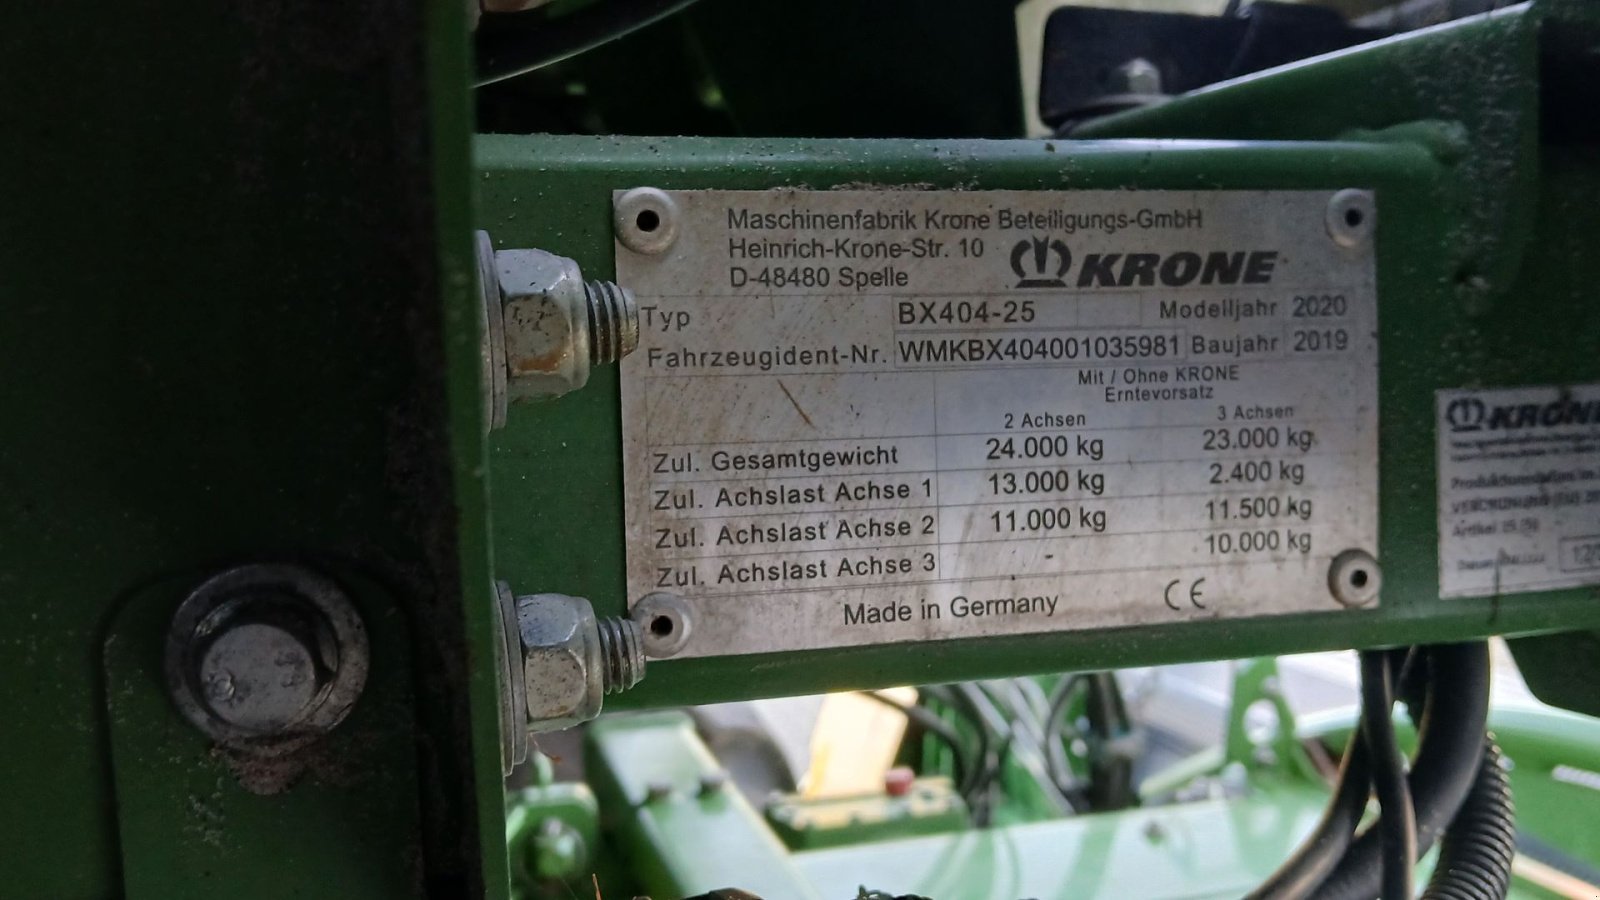 Maschinenfabrik Krone Beteiligungs-GmbH
Heinrich-Krone-Str. 10
D-48480 Spelle
KRONE
Typ BX404-25 Modelljahr 2020
Fahrzeugident-Nr. WMKBX404001035981 Baujahr 2019
Mit / Ohne KRONE
Erntevorsatz
2 Achsen 3 Achsen
Zul. Gesamtgewicht 24.000 kg 23.000 kg
Zul. Achslast Achse 1 13.000 kg 2.400 kg
Zul. Achslast Achse 2 11.000 kg 11.500 kg
Zul. Achslast Achse 3 - 10.000 kg
Made in Germany CE
KRONE